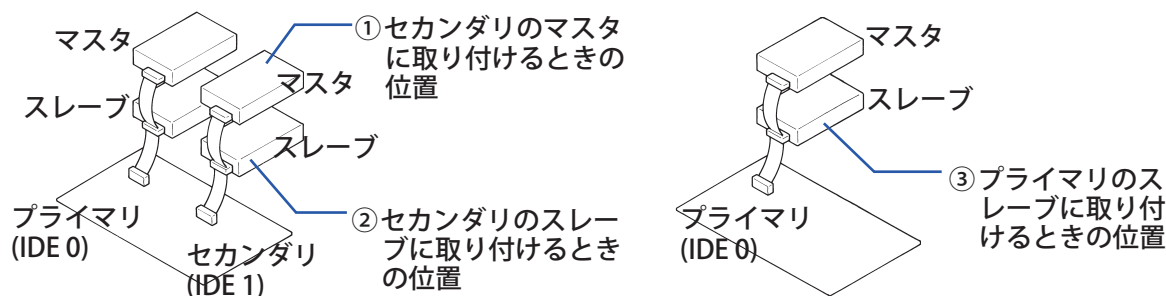 マスタ
スレーブ
プライマリ
(IDE 0)
マスタ
スレーブ
セカンダリ
(IDE 1)
①セカンダリのマスタ
に取り付けるときの
位置
②セカンダリのスレー
ブに取り付けるとき
の位置
マスタ
スレーブ
プライマリ
(IDE 0)
③プライマリのス
レーブに取り付
けるときの位置